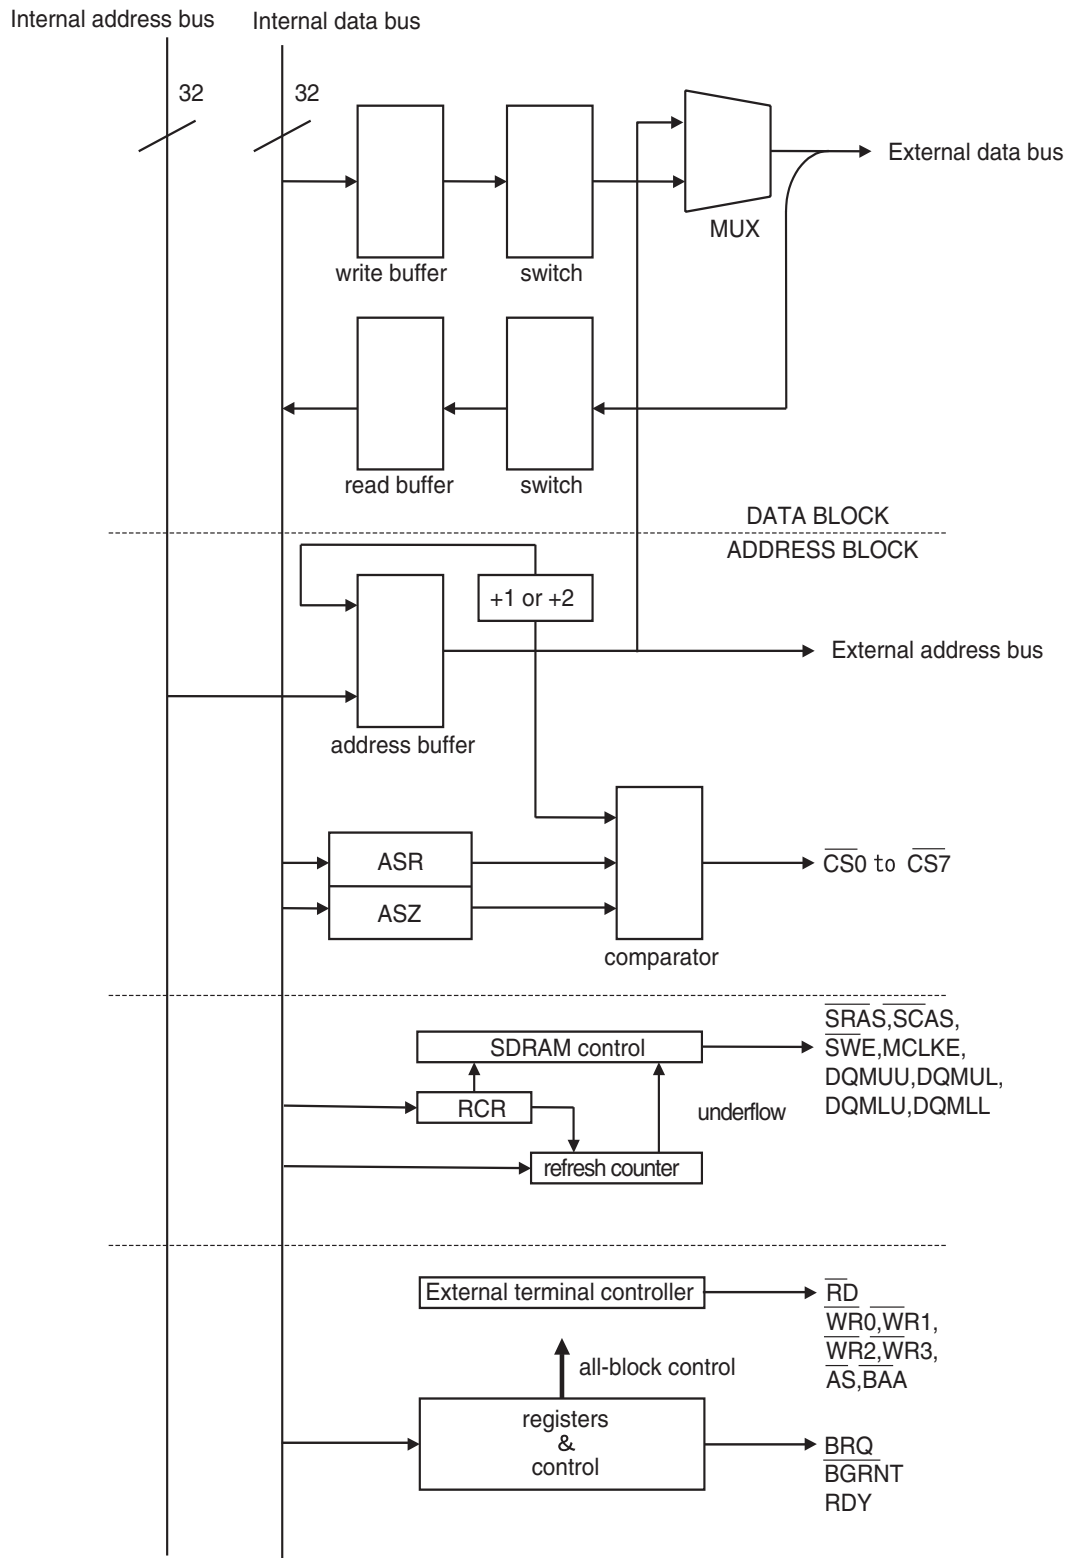 Internal address bus
Internal data bus
32
32
External data bus
MUX
write buffer
switch
read buffer
switch
DATA BLOCK
ADDRESS BLOCK
+1 or +2
External address bus
address buffer
ASR
CS0 to CS7
ASZ
comparator
SRAS,SCAS,
SDRAM control
SWE,MCLKE,
DQMUU,DQMUL,
RCR
underflow
DQMLU,DQMLL
refresh counter
External terminal controller
RD
WR0,WR1,
WR2,WR3,
all-block control
AS,BAA
registers
&
control
BRQ
BGRNT
RDY